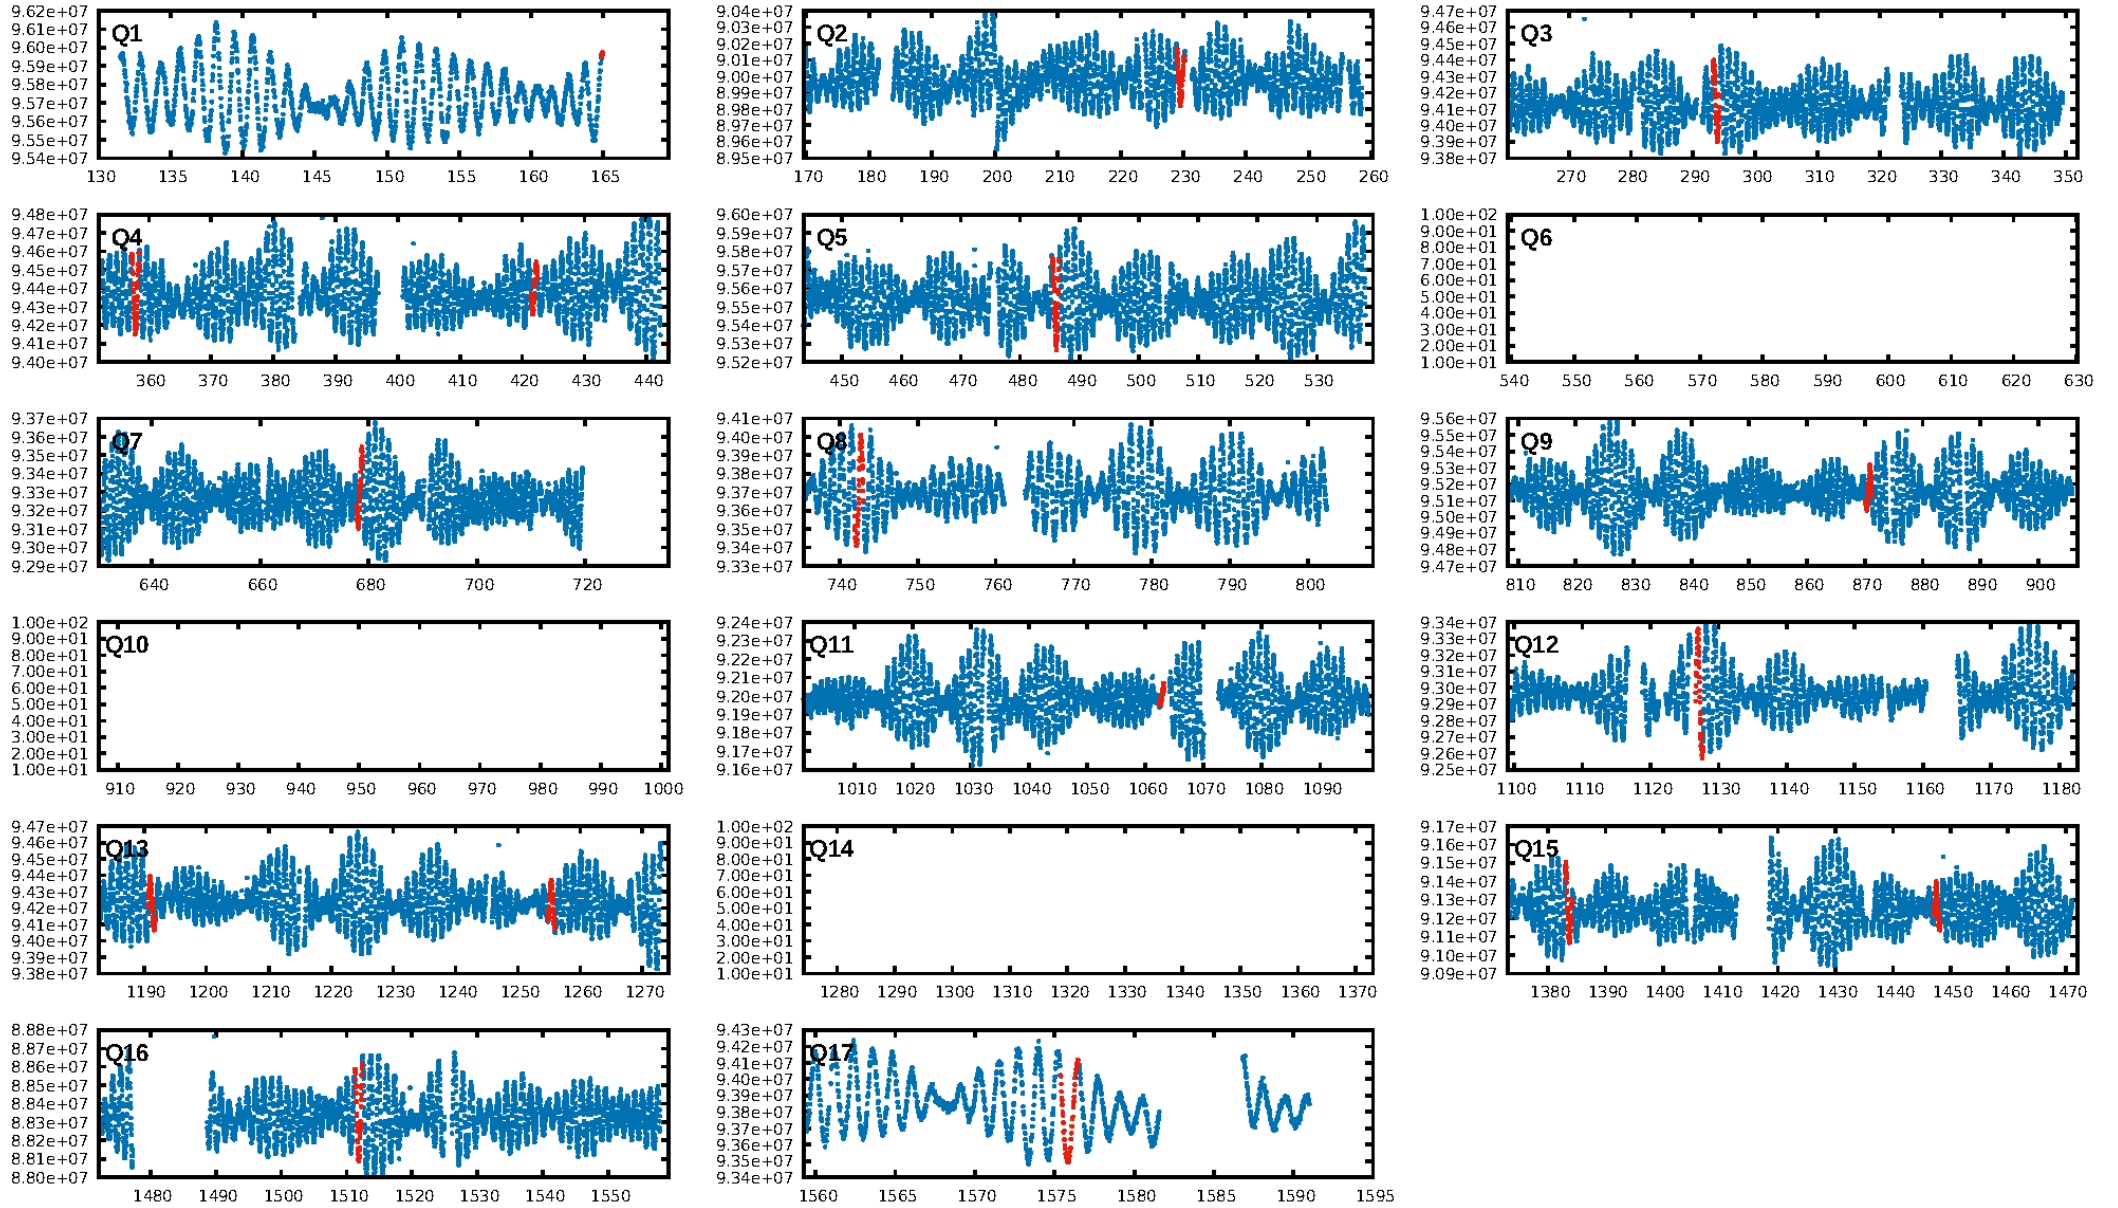 9.62e+07
9.61e+07
9.60e+07
9.59e+07
9.58e+07
9.57e+07
9.56e+07
9.55e+07
9.54e+07
Q1
130 135 140 145 150 155 160 165
9.04e+07
9.03e+07
9.02e+07
9.01e+07
9.00e+07
8.99e+07
8.98e+07
8.97e+07
8.96e+07
8.95e+07
Q2
170 180 190 200 210 220 230 240 250 260
9.47e+07
9.45e+07
9.44e+07
9.43e+07
9.42e+07
9.41e+07
9.40e+07
9.39e+07
9.38e+07
Q3
270 280 290 300 310 320 330 340 350
9.48e+07
9.47e+07
9.46e+07
9.45e+07
9.44e+07
9.43e+07
9.42e+07
9.41e+07
9.40e+07
Q4
360 370 380 390 400 410 420 430 440
9.60e+07
9.59e+07
9.58e+07
9.57e+07
9.55e+07
9.54e+07
9.53e+07
9.52e+07
Q5
450 460 470 480 490 500 510 520 530
1.00e+02
9.00e+01
8.00e+01
7.00e+01
6.00e+01
5.00e+01
4.00e+01
3.00e+01
2.00e+01
1.00e+01
Q6
540 550 560 570 580 590 600 610 620 630
9.37e+07
9.36e+07
9.35e+07
9.34e+07
9.33e+07
9.32e+07
9.31e+07
9.30e+07
9.29e+07
Q7
640 660 680 700 720
9.41e+07
9.40e+07
9.39e+07
9.38e+07
9.37e+07
9.36e+07
9.35e+07
9.34e+07
9.33e+07
Q8
740 750 760 770 780 790 800
9.56e+07
9.55e+07
9.54e+07
9.53e+07
9.52e+07
9.51e+07
9.50e+07
9.49e+07
9.48e+07
9.47e+07
Q9
810 820 830 840 850 860 870 880 890 900
1.00e+02
9.00e+01
8.00e+01
7.00e+01
6.00e+01
5.00e+01
4.00e+01
3.00e+01
2.00e+01
1.00e+01
Q10
910 920 930 940 950 960 970 980 990 1000
9.24e+07
9.23e+07
9.22e+07
9.21e+07
9.20e+07
9.19e+07
9.18e+07
9.17e+07
9.16e+07
Q11
1010 1020 1030 1040 1050 1060 1070 1080 1090
9.34e+07
9.33e+07
9.32e+07
9.31e+07
9.30e+07
9.29e+07
9.28e+07
9.27e+07
9.26e+07
9.25e+07
Q12
1100 1110 1120 1130 1140 1150 1160 1170 1180
9.47e+07
9.46e+07
9.45e+07
9.44e+07
9.43e+07
9.42e+07
9.41e+07
9.40e+07
9.39e+07
9.38e+07
Q13
1190 1200 1210 1220 1230 1240 1250 1260 1270
1.00e+02
9.00e+01
8.00e+01
7.00e+01
6.00e+01
5.00e+01
4.00e+01
3.00e+01
2.00e+01
1.00e+01
Q14
1280 1290 1300 1310 1320 1330 1340 1350 1360 1370
9.17e+07
9.16e+07
9.15e+07
9.14e+07
9.13e+07
9.12e+07
9.11e+07
9.10e+07
9.09e+07
Q15
1380 1390 1400 1410 1420 1430 1440 1450 1460 1470
8.88e+07
8.87e+07
8.86e+07
8.85e+07
8.84e+07
8.83e+07
8.82e+07
8.81e+07
8.80e+07
Q16
1480 1490 1500 1510 1520 1530 1540 1550
9.43e+07
9.42e+07
9.41e+07
9.40e+07
9.39e+07
9.38e+07
9.37e+07
9.36e+07
9.35e+07
9.34e+07
Q17
1560 1565 1570 1575 1580 1585 1590 1595